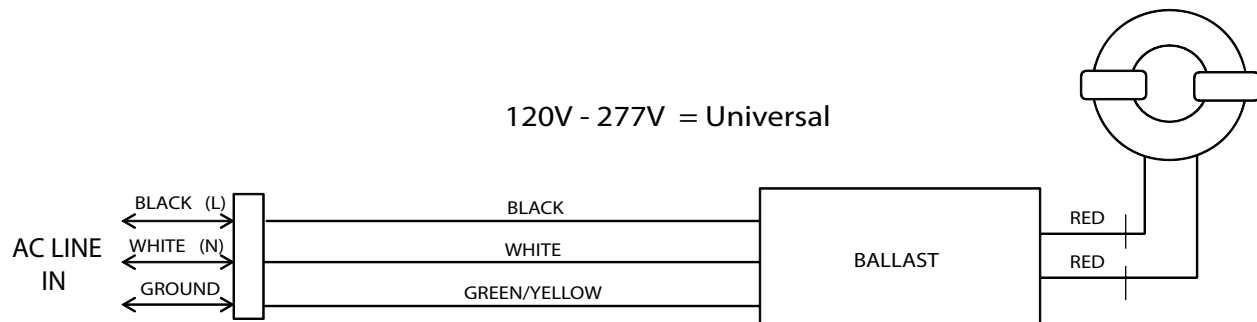 120V - 277V = Universal
BLACK (L)
BLACK
RED
AC LINE
IN
WHITE (N)
WHITE
BALLAST
RED
GROUND
GREEN/YELLOW